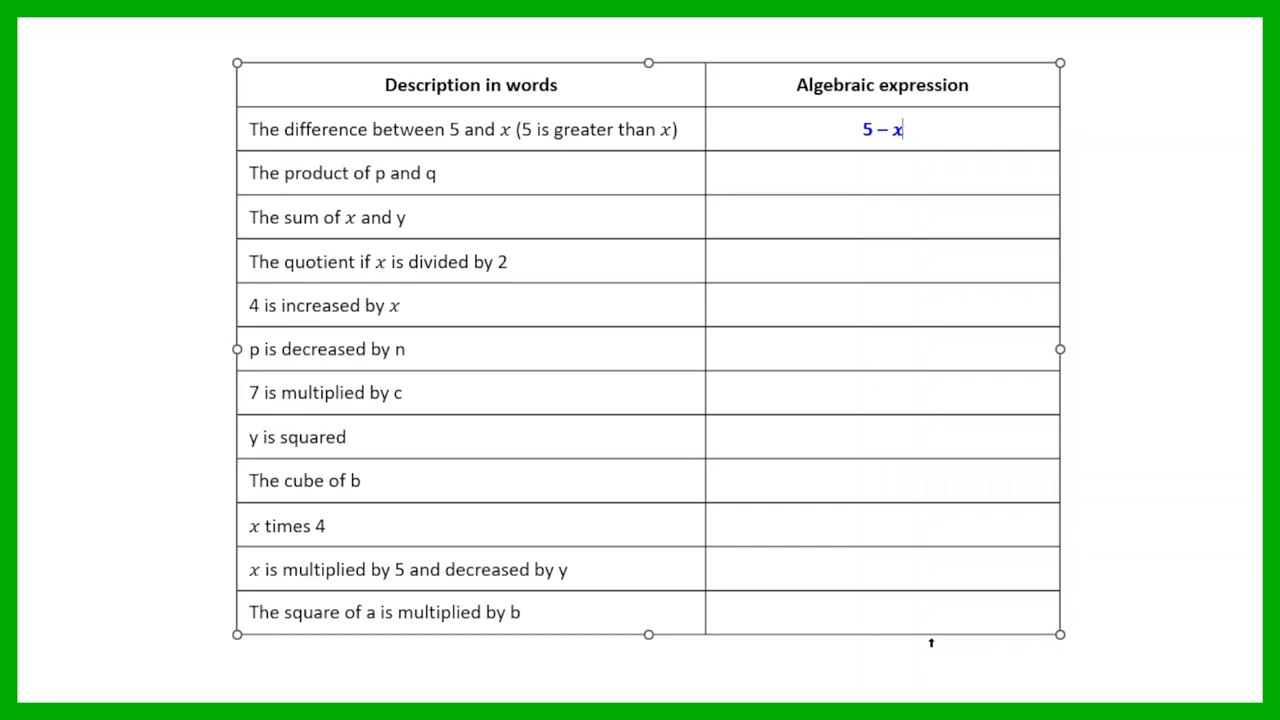 Description in words Algebraic expression
The difference between 5 and x (5 is greater than x) 5 – x
The product of p and q
The sum of x and y
The quotient if x is divided by 2
4 is increased by x
p is decreased by n
7 is multiplied by c
y is squared
The cube of b
x times 4
x is multiplied by 5 and decreased by y
The square of a is multiplied by b